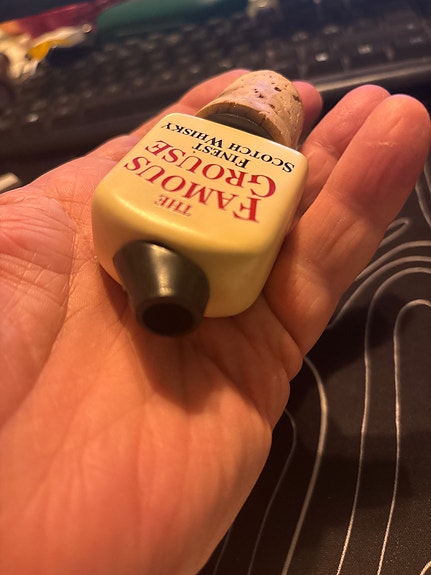 THE
FAMOUS
GROUSE
FINEST
SCOTCH WHISKY